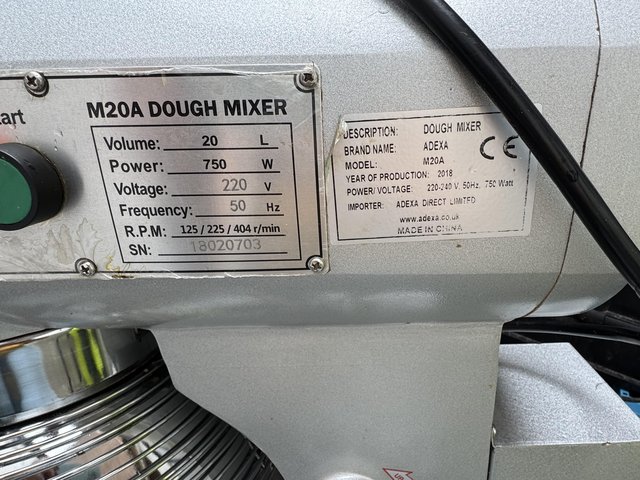 tart
M20A DOUGH MIXER
Volume: 20 L
Power: 750 W
Voltage: 220 V
Frequency: 50 Hz
R.P.M: 125 / 225 / 404 r/min
SN: 18020703
DESCRIPTION: DOUGH MIXER
BRAND NAME: ADEXA
MODEL: M20A
YEAR OF PRODUCTION: 2018
POWER/ VOLTAGE: 220-240 V, 50Hz, 750 Watt
IMPORTER: ADEXA DIRECT LIMITED
www.adexa.co.uk
MADE IN CHINA
CE
UP